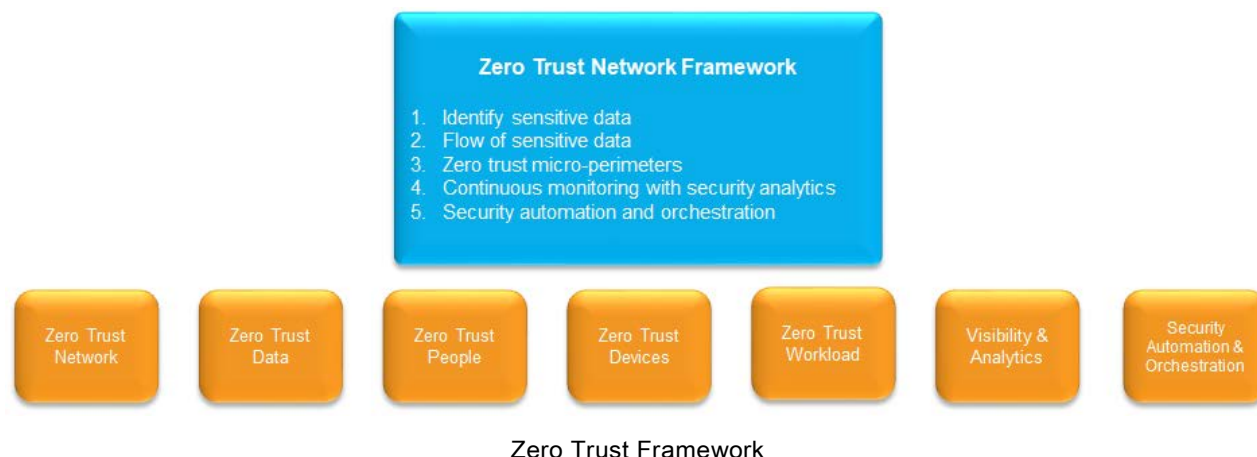 Zero Trust Network Framework
1. Identify sensitive data
2. Flow of sensitive data
3. Zero trust micro-perimeters
4. Continuous monitoring with security analytics
5. Security automation and orchestration
Zero Trust
Network
Zero Trust
Data
Zero Trust
People
Zero Trust
Devices
Zero Trust
Workload
Visibility &
Analytics
Security
Automation &
Orchestration
Zero Trust Framework